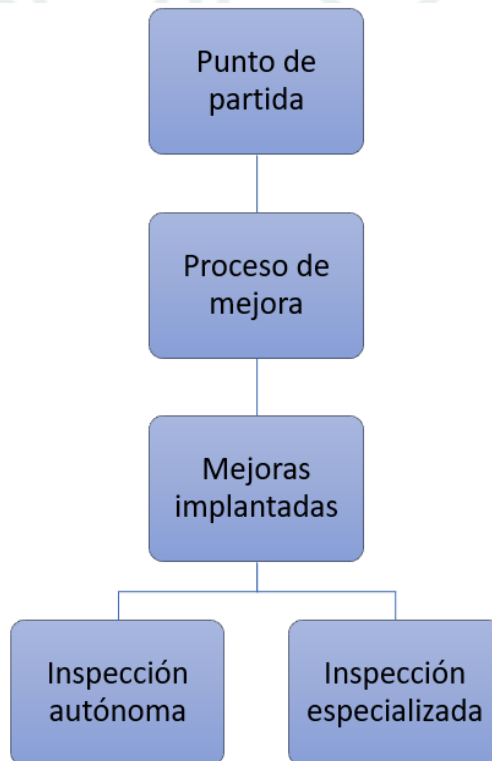 Punto de
partida
Proceso de
mejora
Mejoras
implantadas
Inspección
autónoma
Inspección
especializada